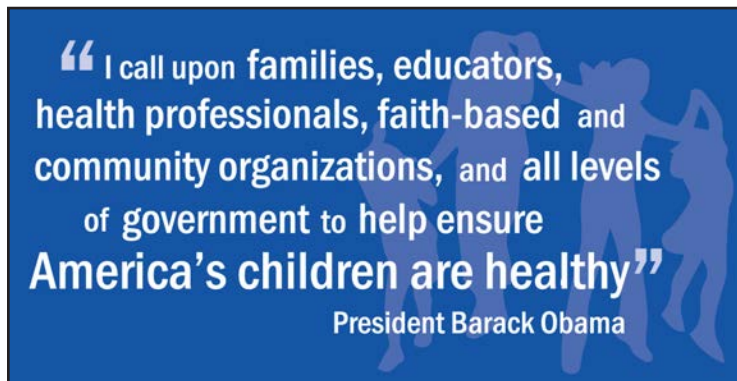 “ I call upon families, educators,
health professionals, faith-based and
community organizations, and all levels
of government to help ensure
America’s children are healthy”
President Barack Obama